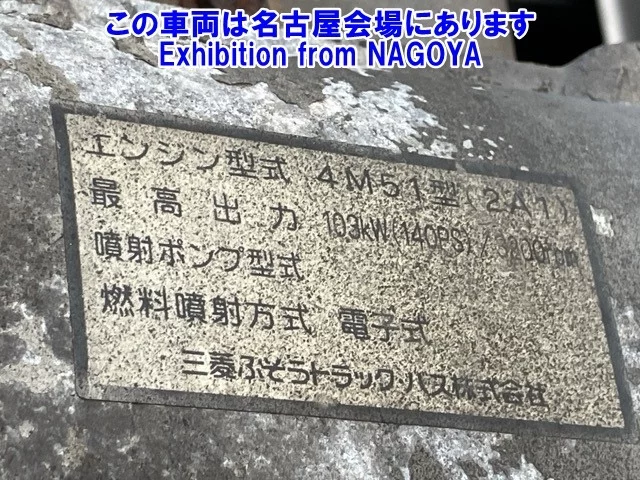 この車両は名古屋会場にあります
Exhibition from NAGOYA
エンジン型式 4M51型(2A1)
最高出力 103kW(140PS)/3200rpm
噴射ポンプ型式
燃料噴射方式 電子式
三菱ふそうトラック・バス株式会社